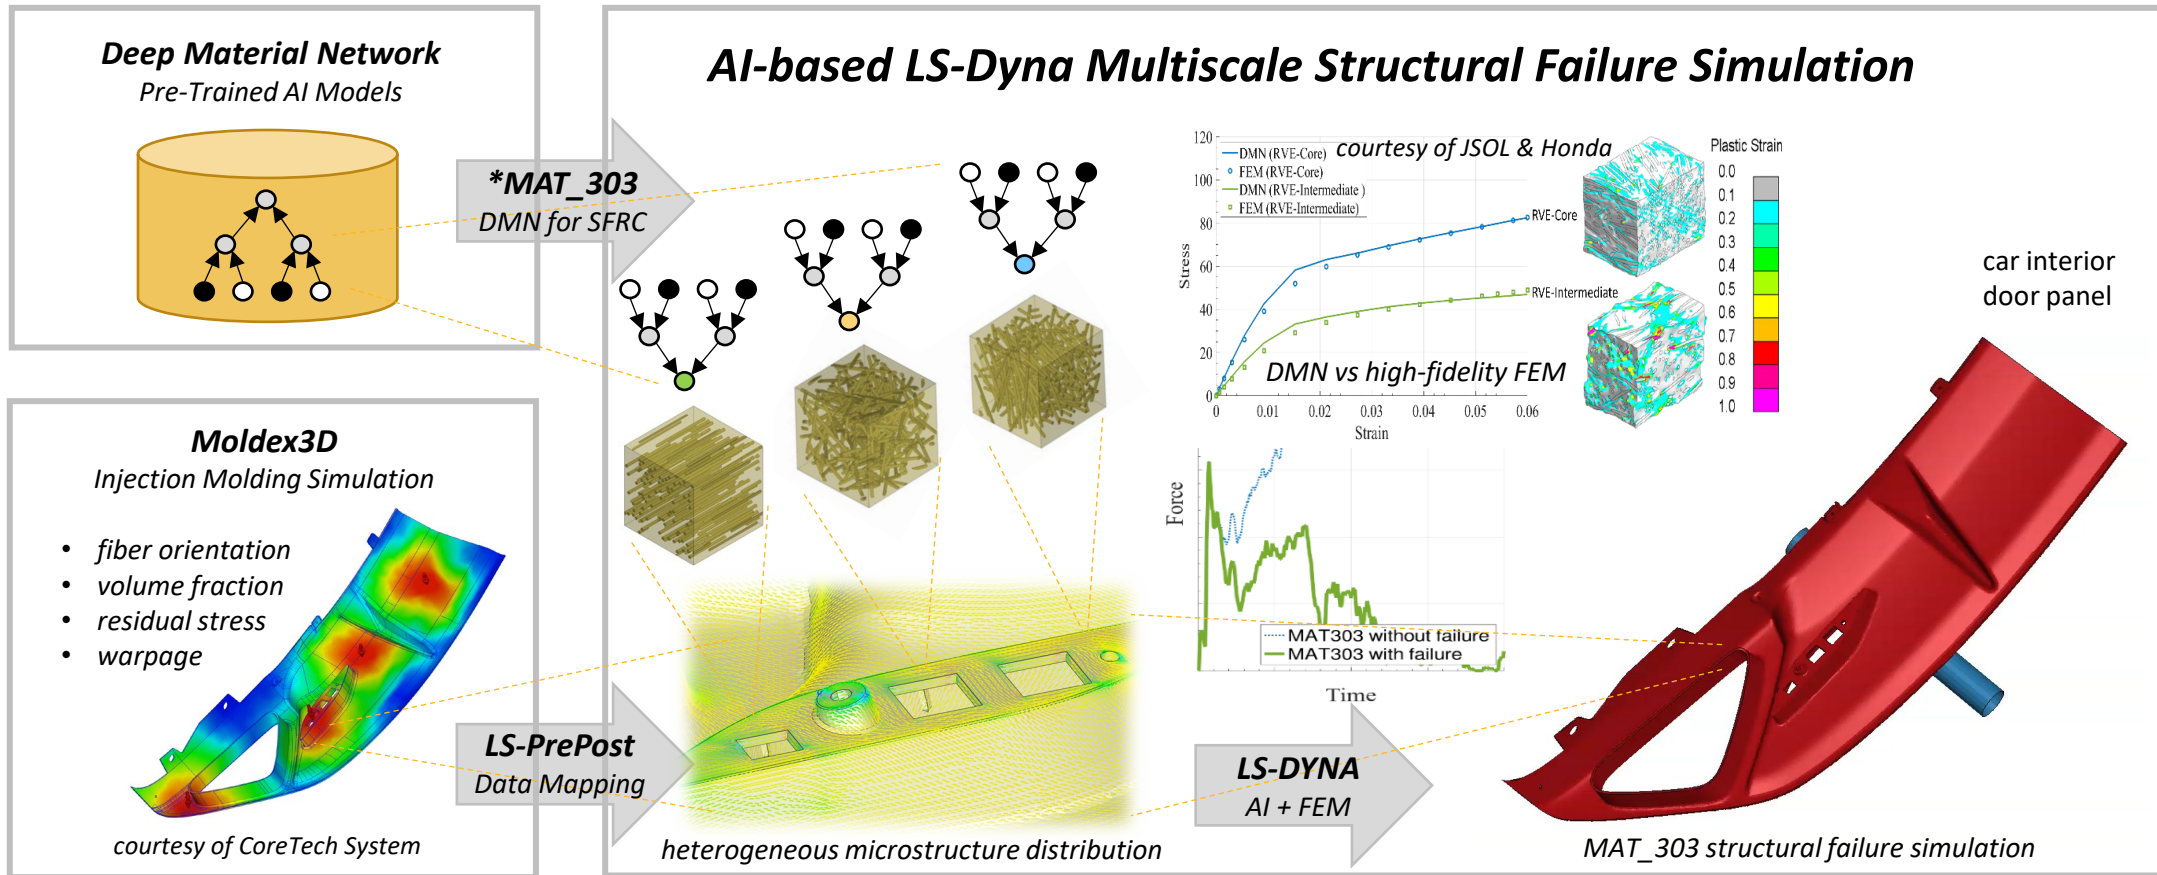 Deep Material Network
Pre-Trained AI Models
*MAT_303
DMN for SFRC
Moldex3D
Injection Molding Simulation
• fiber orientation
• volume fraction
• residual stress
• warpage
courtesy of CoreTech System
LS-PrePost
Data Mapping
AI-based LS-Dyna Multiscale Structural Failure Simulation
heterogeneous microstructure distribution
120
100
80
60
40
20
0
Stress
DMN (RVE-Core)
FEM (RVE-Core)
DMN (RVE-Intermediate )
FEM (RVE-Intermediate)
courtesy of JSOL & Honda
RVE-Core
RVE-Intermediate
DMN vs high-fidelity FEM
0 0.01 0.02 0.03 0.04 0.05 0.06
Strain
Plastic Strain
0.0
0.1
0.2
0.3
0.4
0.5
0.6
0.7
0.8
0.9
1.0
Force
MAT303 without failure
MAT303 with failure
Time
LS-DYNA
AI + FEM
car interior
door panel
MAT_303 structural failure simulation